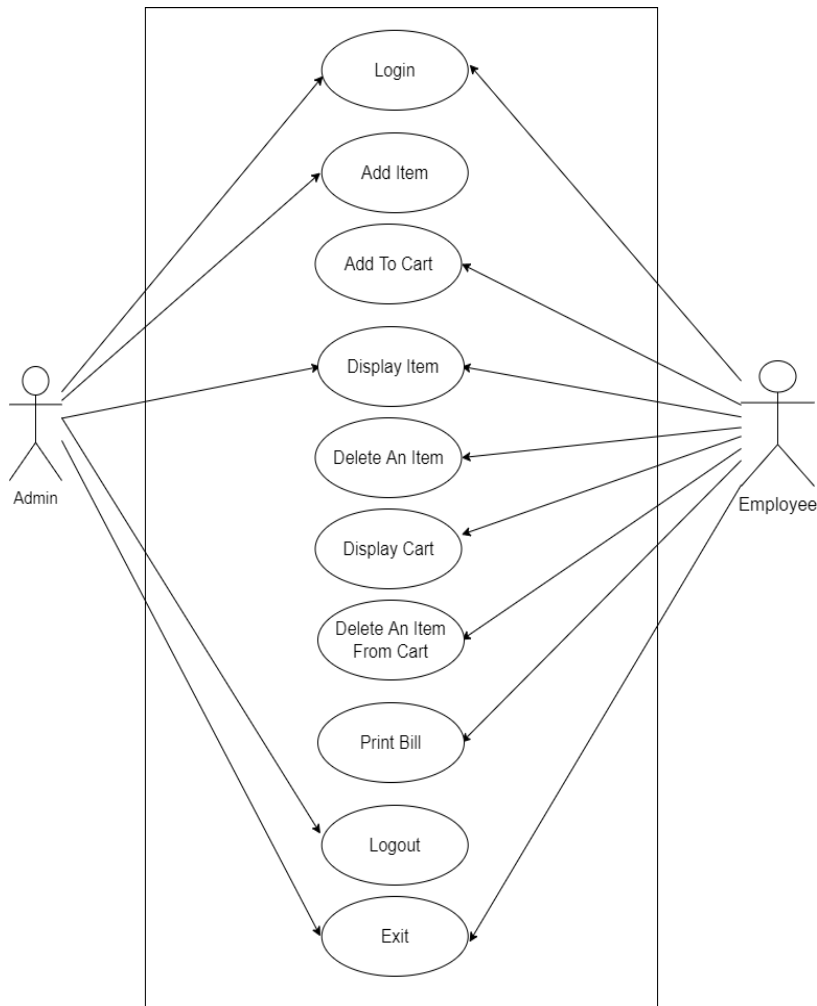 Login
Add Item
Add To Cart
Display Item
Delete An Item
Admin
Employee
Display Cart
Delete An Item
From Cart
Print Bill
Logout
Exit